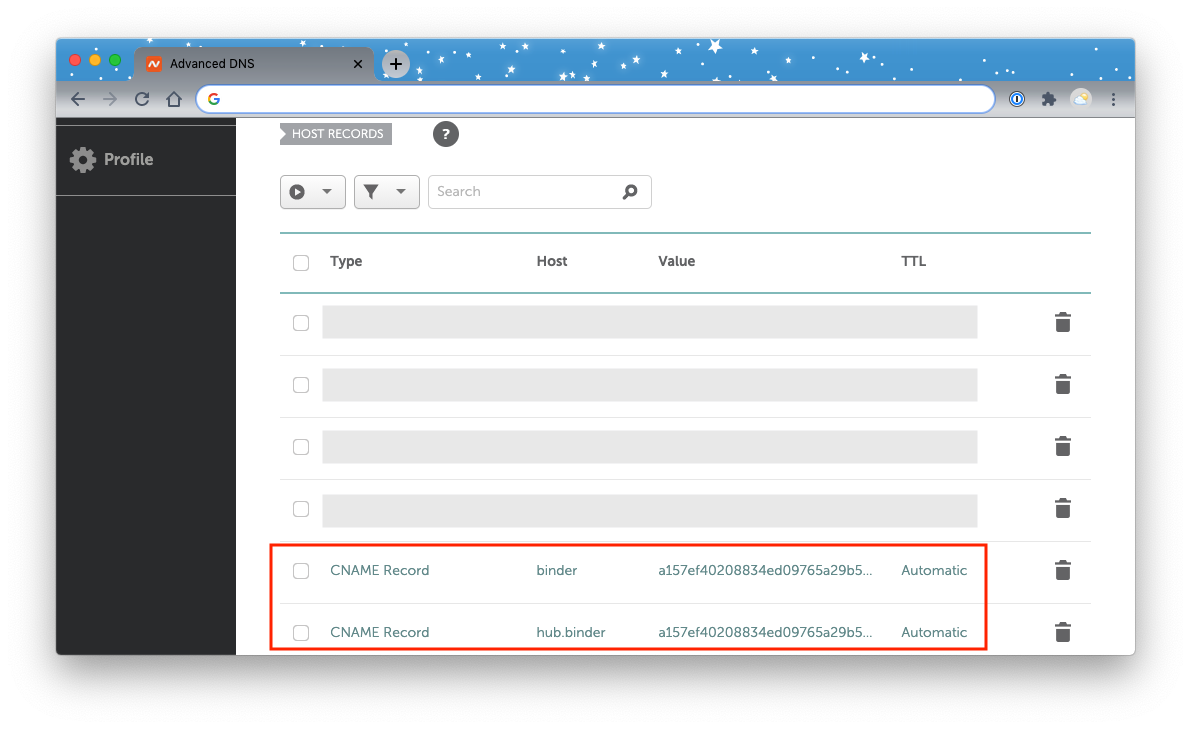 Advanced DNS
Profile
HOST RECORDS ?
Search
Type Host Value TTL
CNAME Record binder a157ef40208834ed09765a29b5... Automatic
CNAME Record hub.binder a157ef40208834ed09765a29b5... Automatic